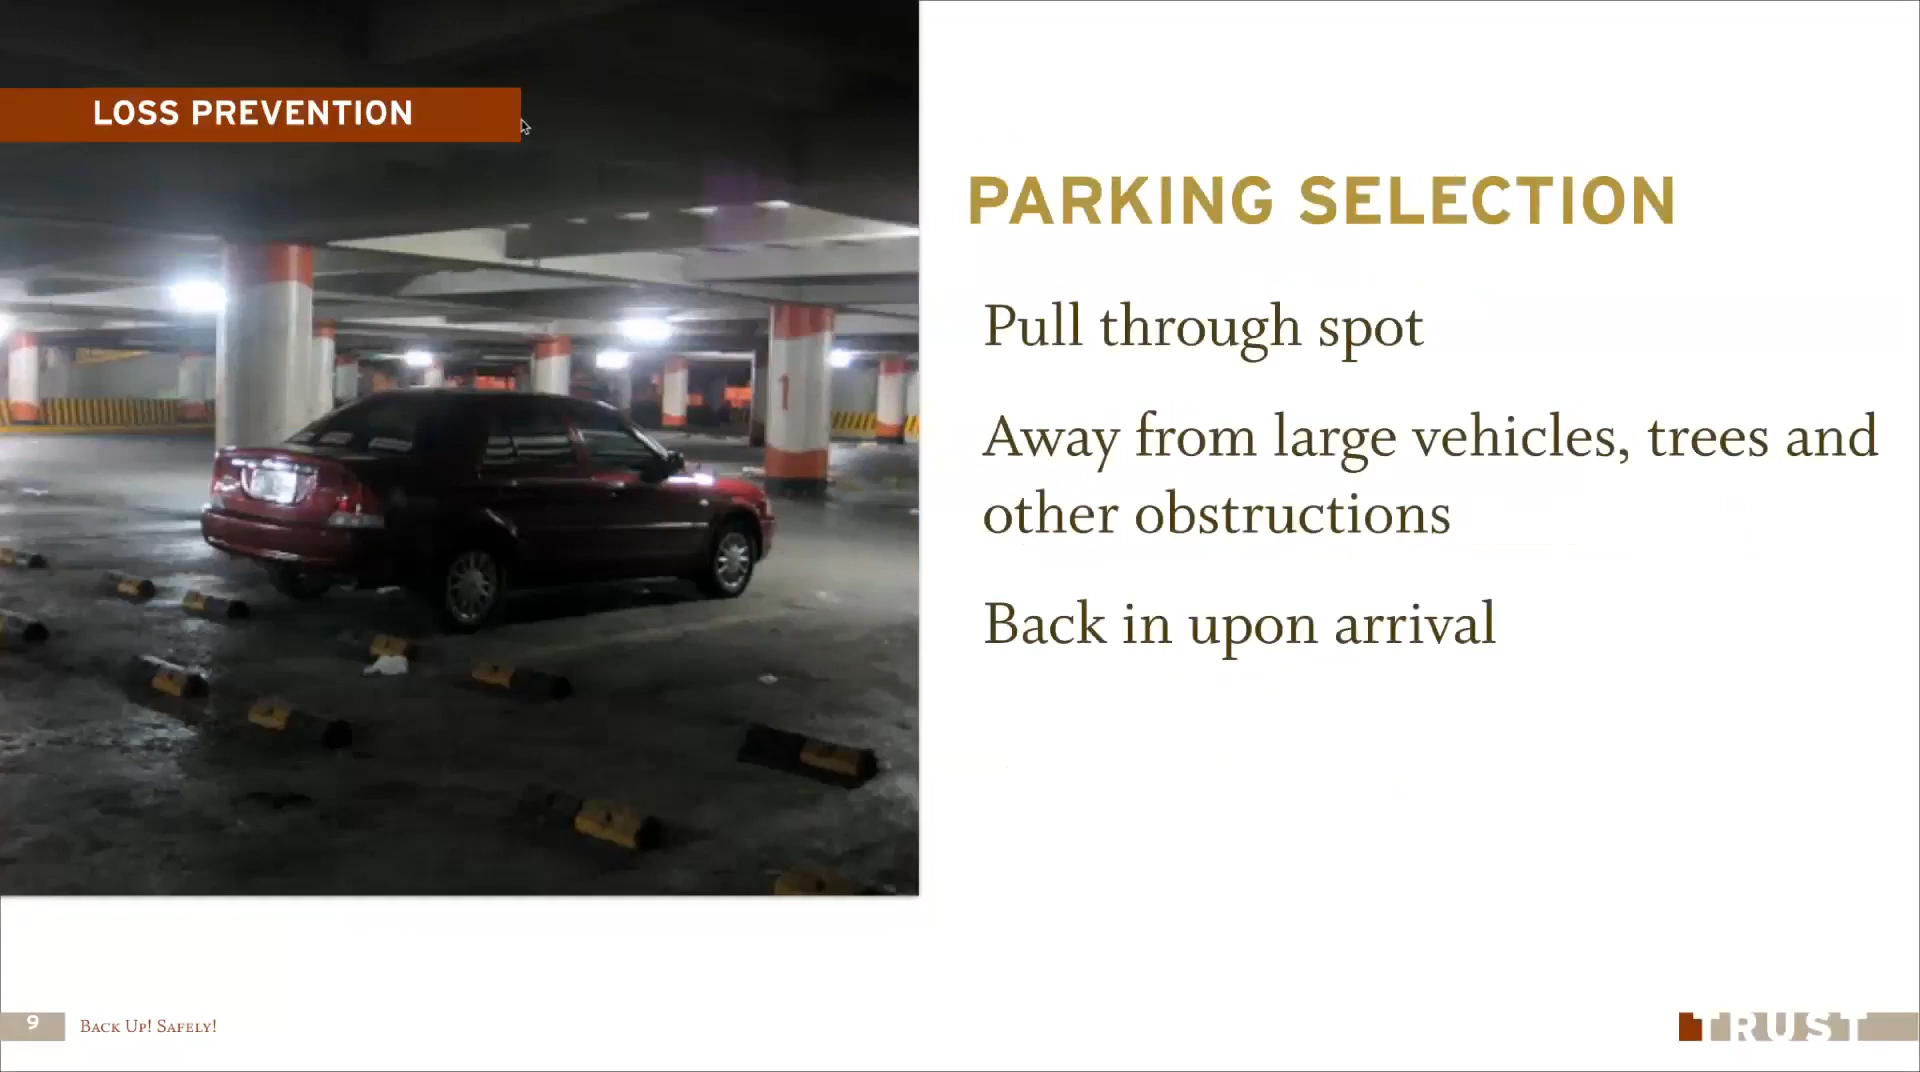 LOSS PREVENTION
PARKING SELECTION
Pull through spot
Away from large vehicles, trees and
other obstructions
Back in upon arrival
1
9
BACK UP! SAFELY!
TRUST